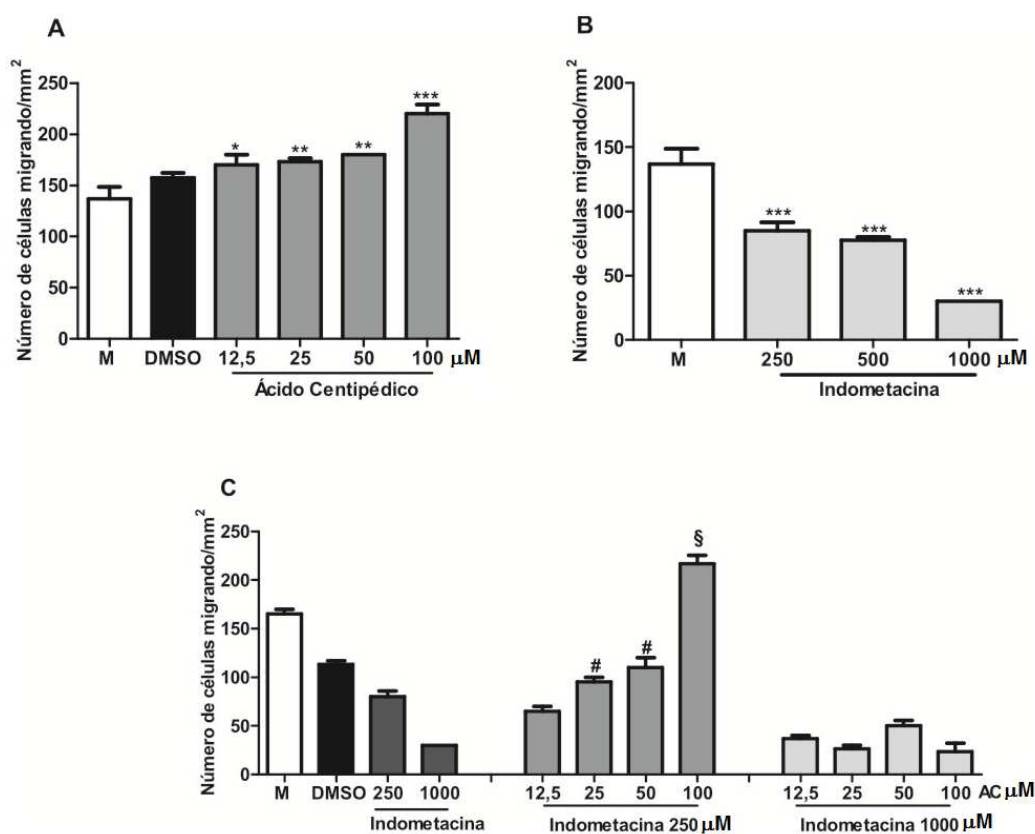 A
Número de células migrando/mm²
250
200
150
100
50
0
* ** ** ***
M DMSO 12,5 25 50 100 µM
Ácido Centipédico
B
Número de células migrando/mm²
200
150
100
50
0
*** *** ***
M 250 500 1000 µM
Indometacina
C
Número de células migrando/mm²
250
200
150
100
50
0
# # §
M DMSO 250 1000 12,5 25 50 100 12,5 25 50 100 AC µM
Indometacina Indometacina 250 µM Indometacina 1000 µM